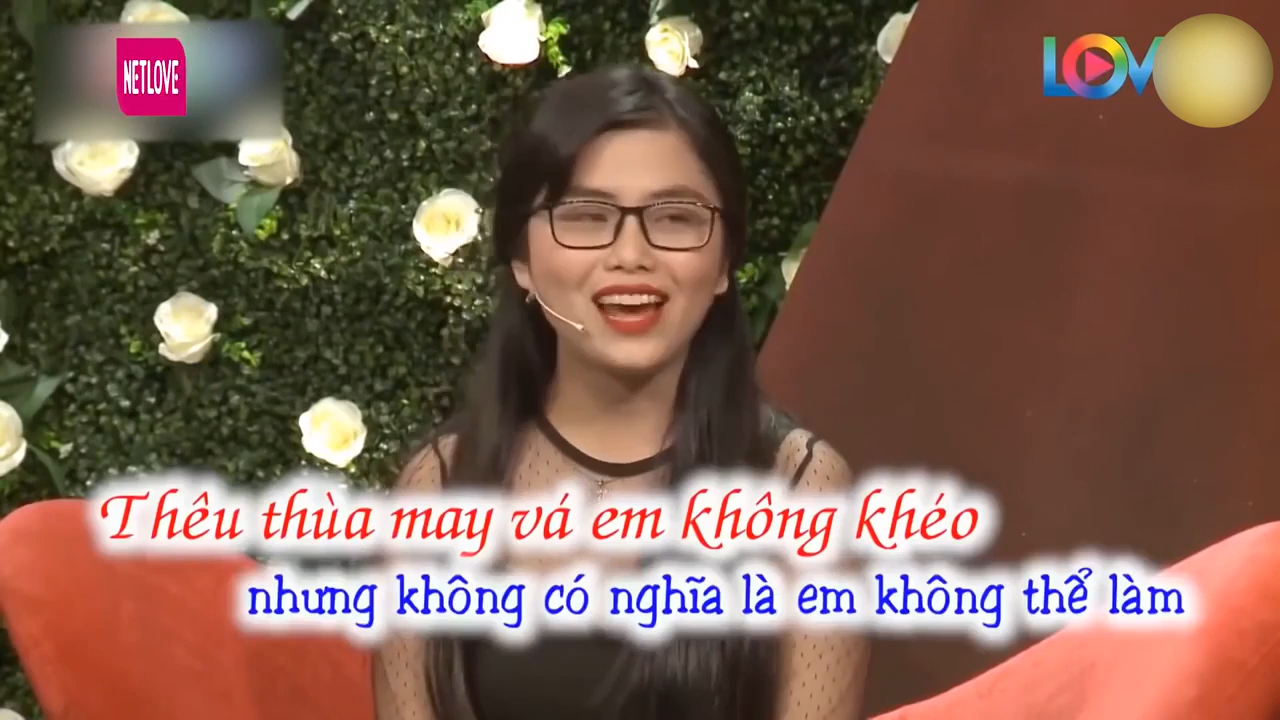 NETLOVE
LOV
Thêu thùa may vá em không khéo
nhưng không có nghĩa là em không thể làm